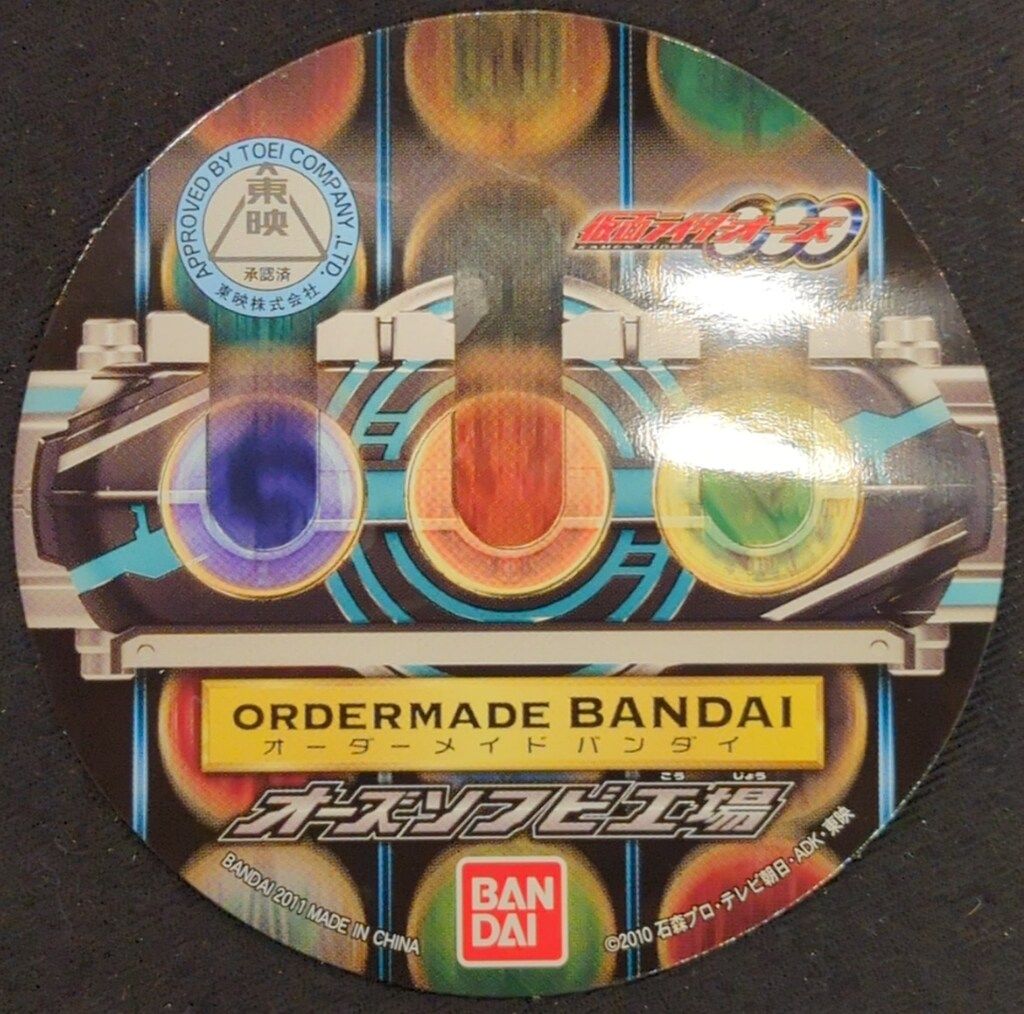 APPROVED BY TOEI COMPANY, LTD.
東映
承認済
東映株式会社
仮面ライダーオーズ
KAMEN RIDER
ORDERMADE BANDAI
オーダーメイドバンダイ
こう じょう
オーズソフビ工場
BANDAI 2011 MADE IN CHINA
BAN
DAI
©2010 石森プロ・テレビ朝日・ADK・東映